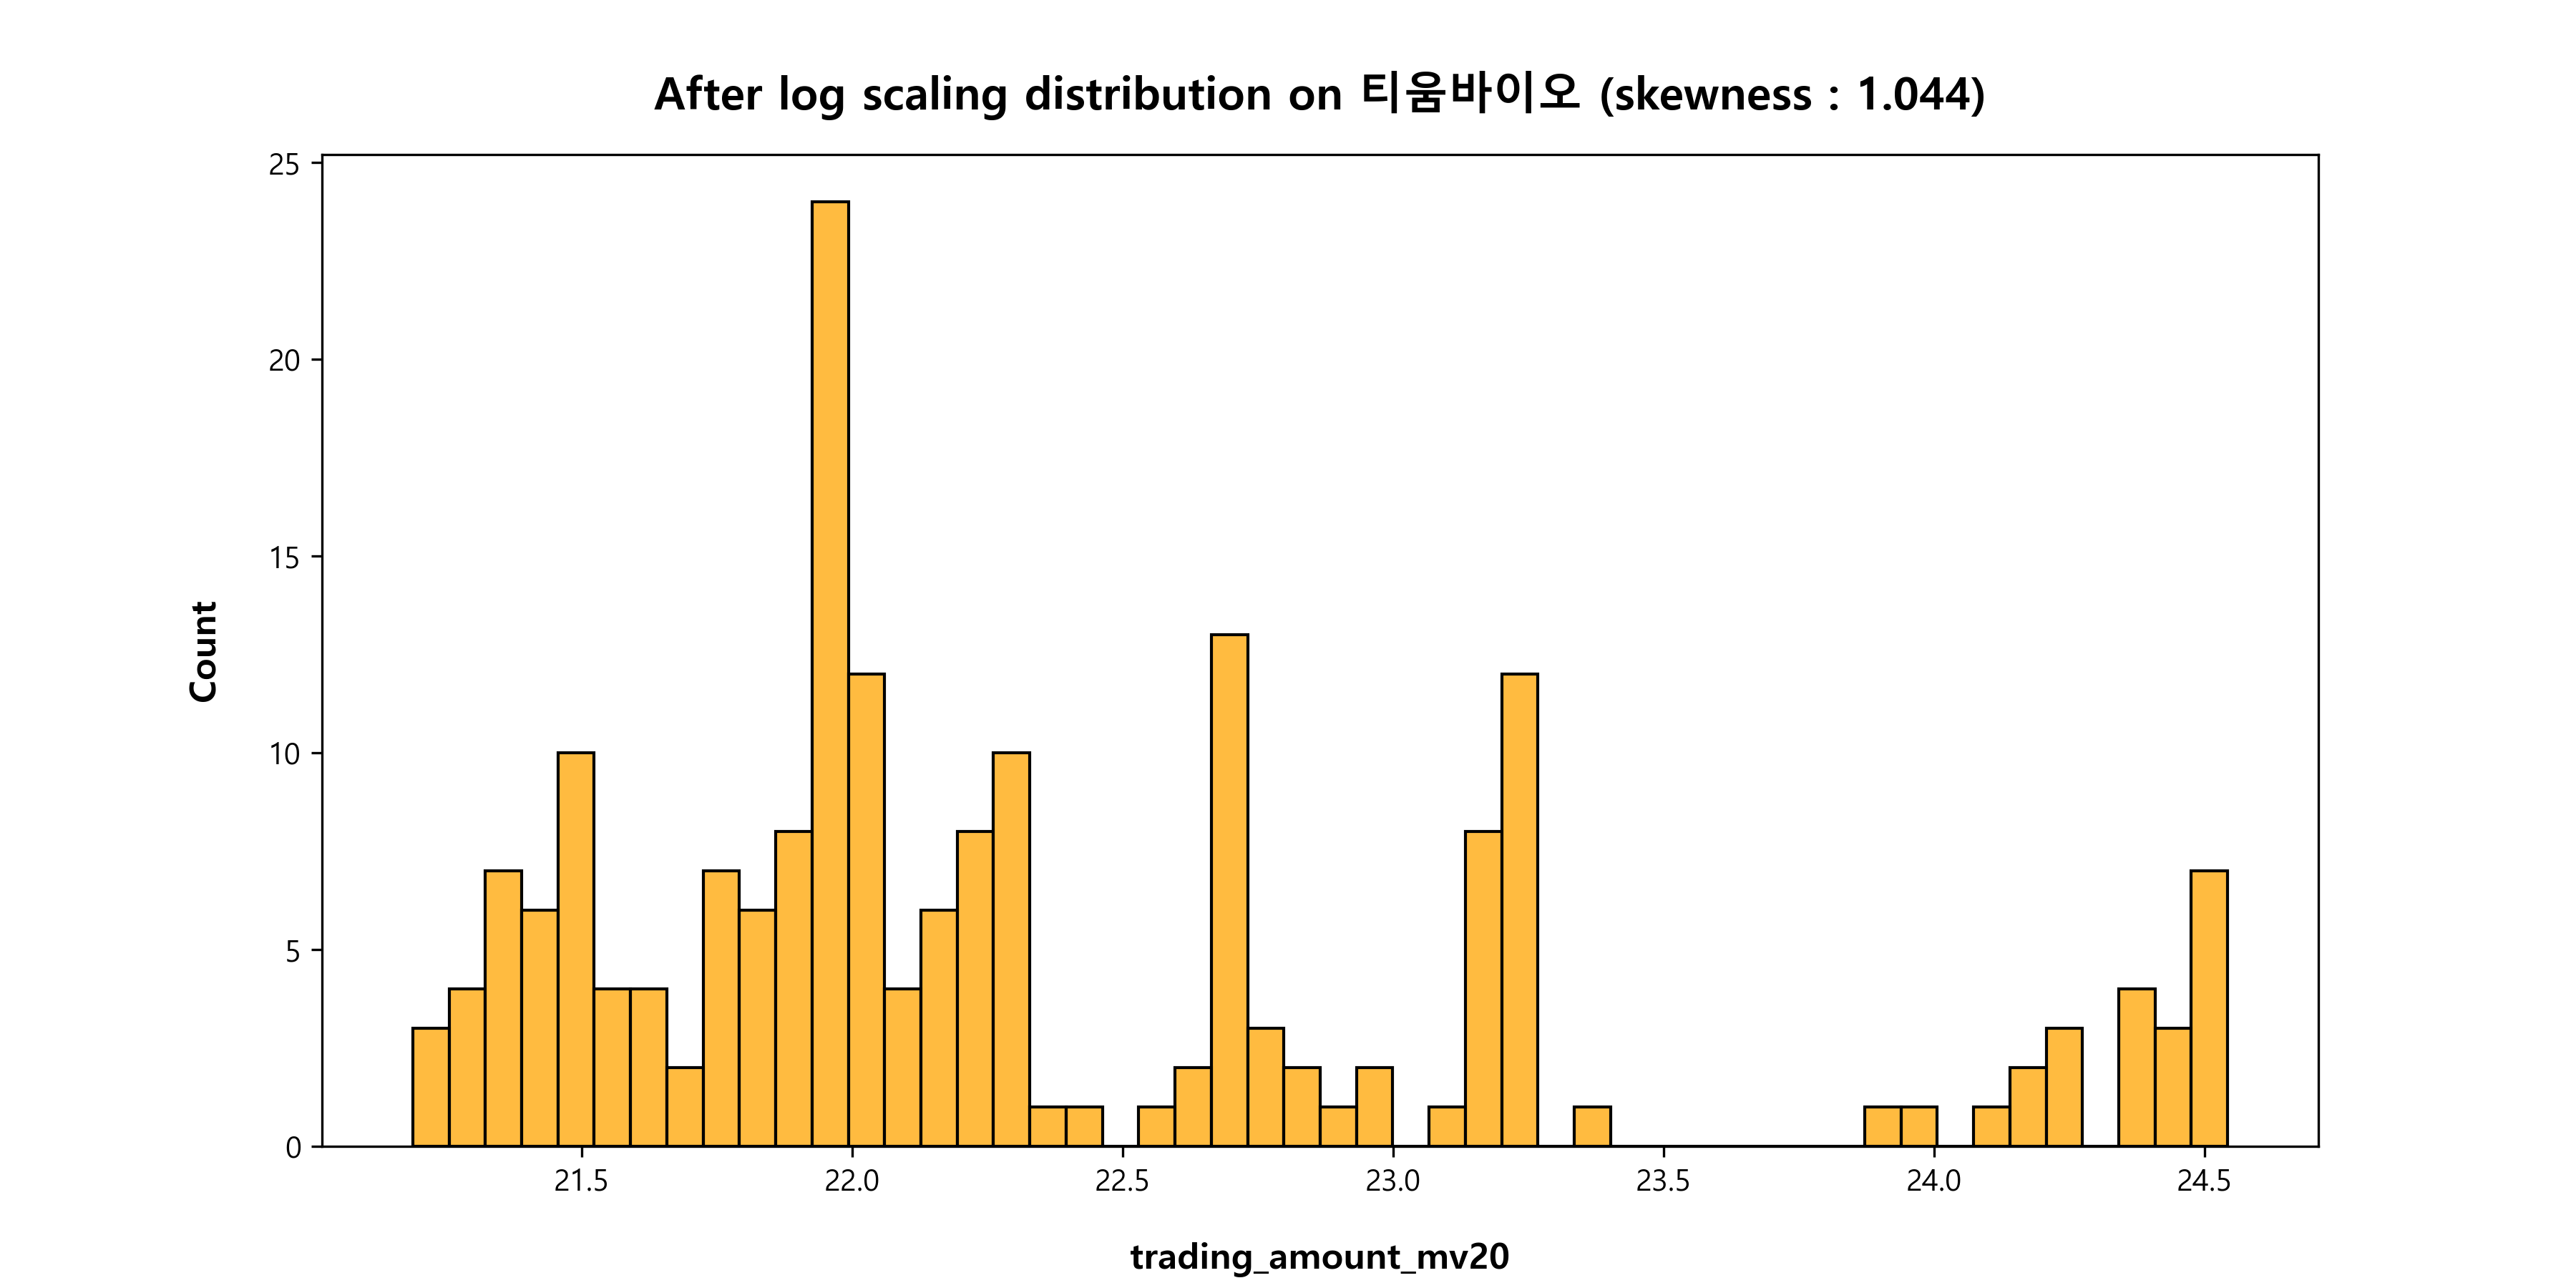 After log scaling distribution on 티움바이오 (skewness : 1.044)
25
20
15
10
5
0
Count
21.5 22.0 22.5 23.0 23.5 24.0 24.5
trading_amount_mv20